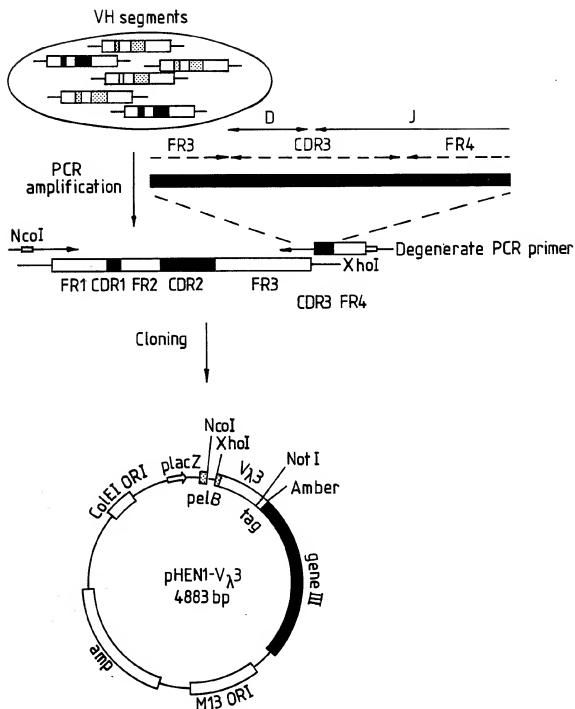 VH segments
D
J
FR3
CDR3
FR4
PCR
amplification
NcoI
Degenerate PCR primer
XhoI
FR1 CDR1 FR2 CDR2 FR3
CDR3 FR4
Cloning
NcoI
XhoI
placZ
Vλ3
NotI
Amber
ColEI ORI
pelB
tag
gene III
pHEN1-Vλ3
4883 bp
amp
M13 ORI